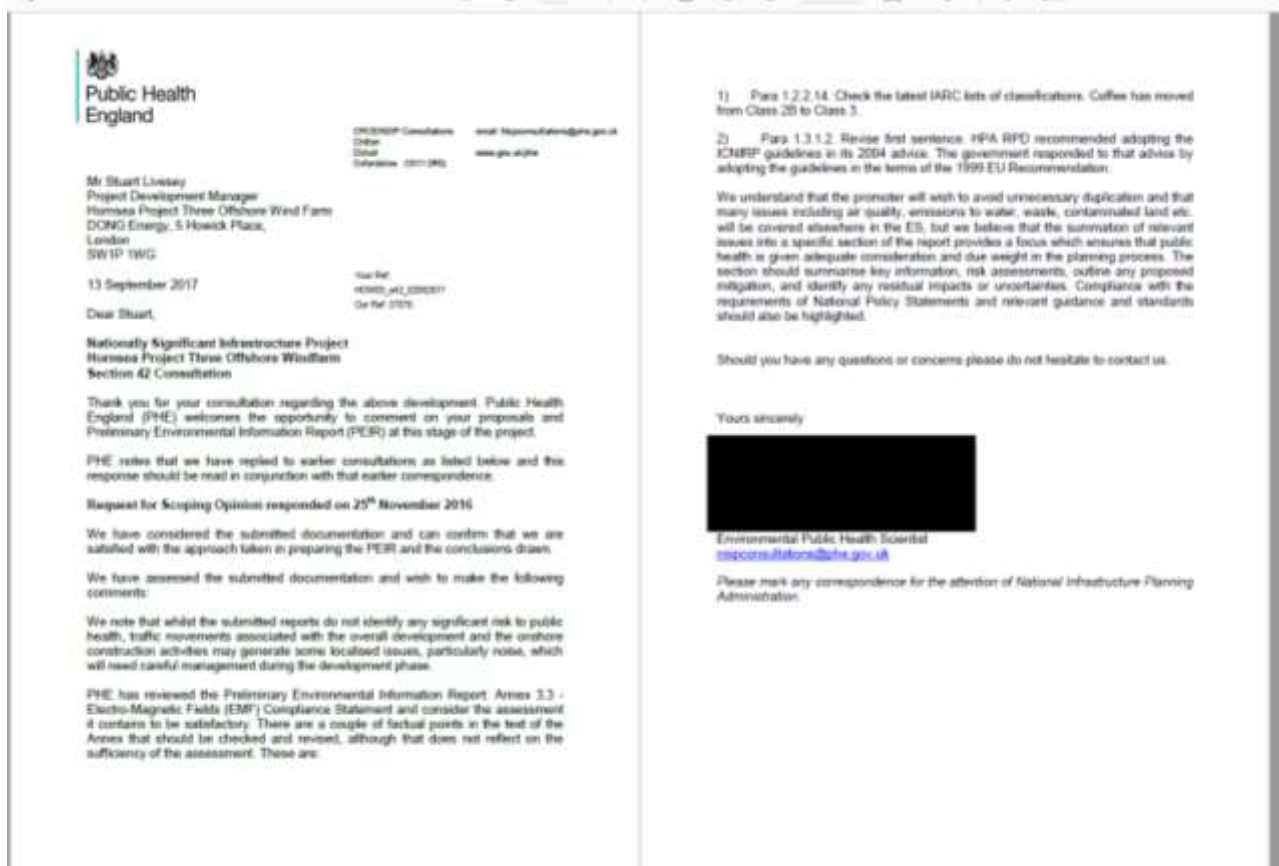 Public Health
England
CRCE/NSIP Consultations email: nsipconsultations@phe.gov.uk
Chilton
Didcot www.gov.uk/phe
Oxfordshire OX11 0RQ
Mr Stuart Livesey
Project Development Manager
Hornsea Project Three Offshore Wind Farm
DONG Energy, 5 Howick Place,
London
SW1P 1WG
13 September 2017
Your Ref:
Our Ref:
Dear Stuart,
Nationally Significant Infrastructure Project
Hornsea Project Three Offshore Windfarm
Section 42 Consultation
Thank you for your consultation regarding the above development. Public Health
England (PHE) welcomes the opportunity to comment on your proposals and
Preliminary Environmental Information Report (PEIR) at this stage of the project.
PHE notes that we have replied to earlier consultations as listed below and this
response should be read in conjunction with that earlier correspondence.
Request for Scoping Opinion responded on 25th November 2016
We have considered the submitted documentation and can confirm that we are
satisfied with the approach taken in preparing the PEIR and the conclusions drawn.
We have assessed the submitted documentation and wish to make the following
comments:
We note that whilst the submitted reports do not identify any significant risk to public
health, traffic movements associated with the overall development and the onshore
construction activities may generate some localised issues, particularly noise, which
will need careful management during the development phase.
PHE has reviewed the Preliminary Environmental Information Report: Annex 3.3 -
Electro-Magnetic Fields (EMF) Compliance Statement and consider the assessment
it contains to be satisfactory. There are a couple of factual points in the text of the
Annex that should be checked and revised, although that does not reflect on the
sufficiency of the assessment. These are:
1) Para 1.2.2.14. Check the latest IARC lists of classifications. Coffee has moved
from Class 2B to Class 3.
2) Para 1.3.1.2. Revise first sentence. HPA RPD recommended adopting the
ICNIRP guidelines in its 2004 advice. The government responded to that advice by
adopting the guidelines in the terms of the 1999 EU Recommendation.
We understand that the promoter will wish to avoid unnecessary duplication and that
many issues including air quality, emissions to water, waste, contaminated land etc.
will be covered elsewhere in the ES, but we believe that the summation of relevant
issues into a specific section of the report provides a focus which ensures that public
health is given adequate consideration and due weight in the planning process. The
section should summarise key information, risk assessments, outline any proposed
mitigation, and identify any residual impacts or uncertainties. Compliance with the
requirements of National Policy Statements and relevant guidance and standards
should also be highlighted.
Should you have any questions or concerns please do not hesitate to contact us.
Yours sincerely
Environmental Public Health Scientist
nsipconsultations@phe.gov.uk
Please mark any correspondence for the attention of National Infrastructure Planning
Administration.